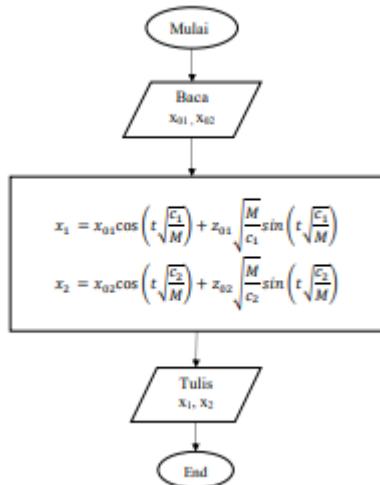 Mulai
Baca
x₀₁, x₀₂
x₁ = x₀₁cos(t√(c₁/M)) + z₀₁√(M/c₁)sin(t√(c₁/M))
x₂ = x₀₂cos(t√(c₂/M)) + z₀₂√(M/c₂)sin(t√(c₂/M))
Tulis
x₁, x₂
End